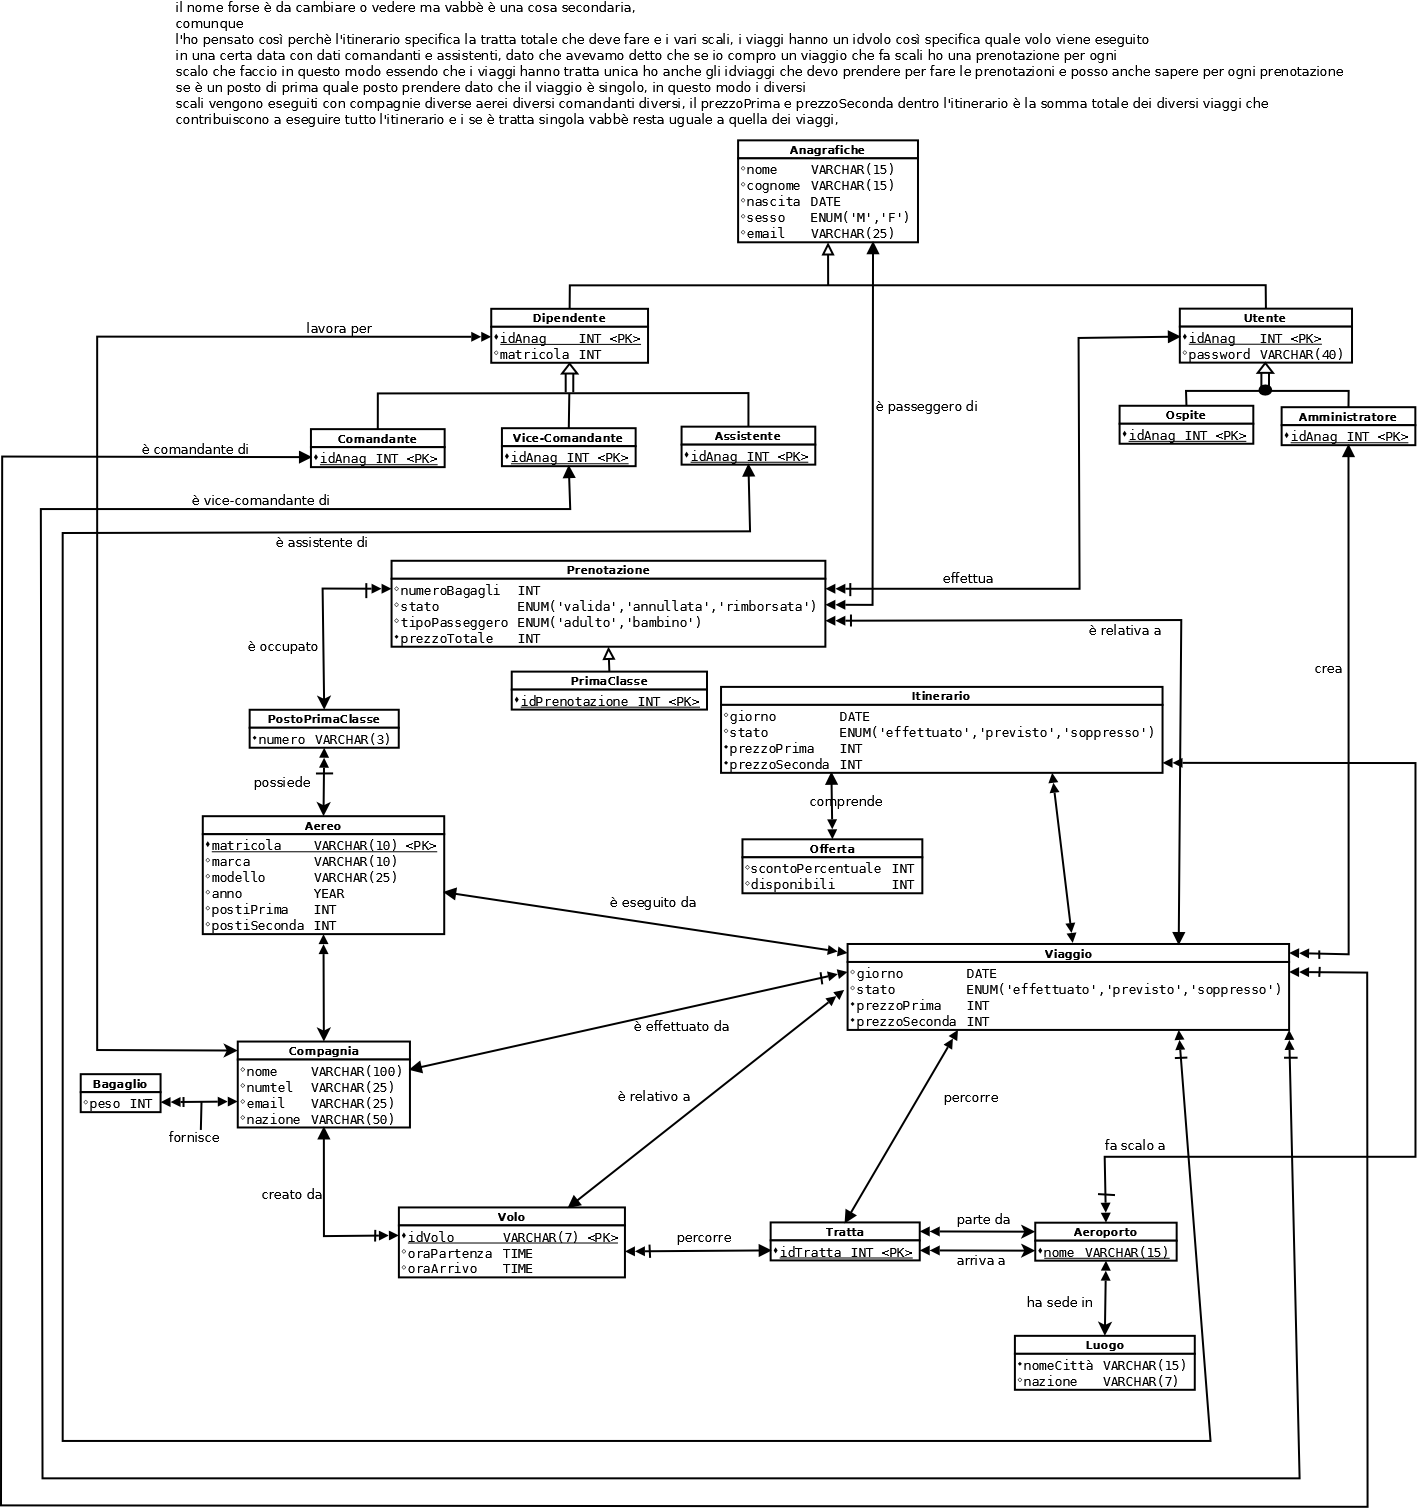 il nome forse è da cambiare o vedere ma vabbè è una cosa secondaria,
comunque
l'ho pensato così perchè l'itinerario specifica la tratta totale che deve fare e i vari scali, i viaggi hanno un idvolo così specifica quale volo viene eseguito
in una certa data con dati comandanti e assistenti, dato che avevamo detto che se io compro un viaggio che fa scali ho una prenotazione per ogni
scalo che faccio in questo modo essendo che i viaggi hanno tratta unica ho anche gli idviaggi che devo prendere per fare le prenotazioni e posso anche sapere per ogni prenotazione
se è un posto di prima quale posto prendere dato che il viaggio è singolo, in questo modo i diversi
scali vengono eseguiti con compagnie diverse aerei diversi comandanti diversi, il prezzoPrima e prezzoSeconda dentro l'itinerario è la somma totale dei diversi viaggi che
contribuiscono a eseguire tutto l'itinerario e i se è tratta singola vabbè resta uguale a quella dei viaggi,
Anagrafiche
nome VARCHAR(15)
cognome VARCHAR(15)
nascita DATE
sesso ENUM('M','F')
email VARCHAR(25)
Dipendente
idAnag INT <PK>
matricola INT
Utente
idAnag INT <PK>
password VARCHAR(40)
lavora per
è passeggero di
Comandante
idAnag INT <PK>
Vice-Comandante
idAnag INT <PK>
Assistente
idAnag INT <PK>
Ospite
idAnag INT <PK>
Amministratore
idAnag INT <PK>
è comandante di
è vice-comandante di
è assistente di
Prenotazione
numeroBagagli INT
stato ENUM('valida','annullata','rimborsata')
tipoPasseggero ENUM('adulto','bambino')
prezzoTotale INT
effettua
è relativa a
è occupato
crea
PrimaClasse
idPrenotazione INT <PK>
PostoPrimaClasse
numero VARCHAR(3)
Itinerario
giorno DATE
stato ENUM('effettuato','previsto','soppresso')
prezzoPrima INT
prezzoSeconda INT
possiede
comprende
Aereo
matricola VARCHAR(10) <PK>
marca VARCHAR(10)
modello VARCHAR(25)
anno YEAR
postiPrima INT
postiSeconda INT
Offerta
scontoPercentuale INT
disponibili INT
è eseguito da
Viaggio
giorno DATE
stato ENUM('effettuato','previsto','soppresso')
prezzoPrima INT
prezzoSeconda INT
è effettuato da
Compagnia
nome VARCHAR(100)
numtel VARCHAR(25)
email VARCHAR(25)
nazione VARCHAR(50)
Bagaglio
peso INT
fornisce
è relativo a
percorre
fa scalo a
creato da
Volo
idVolo VARCHAR(7) <PK>
oraPartenza TIME
oraArrivo TIME
percorre
Tratta
idTratta INT <PK>
parte da
arriva a
Aeroporto
nome VARCHAR(15)
ha sede in
Luogo
nomeCittà VARCHAR(15)
nazione VARCHAR(7)